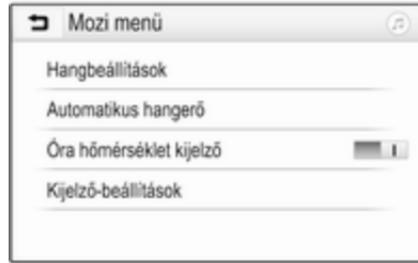 Mozi menü
Hangbeállítások
Automatikus hangerő
Óra hőmérséklet kijelző
Kijelző-beállítások